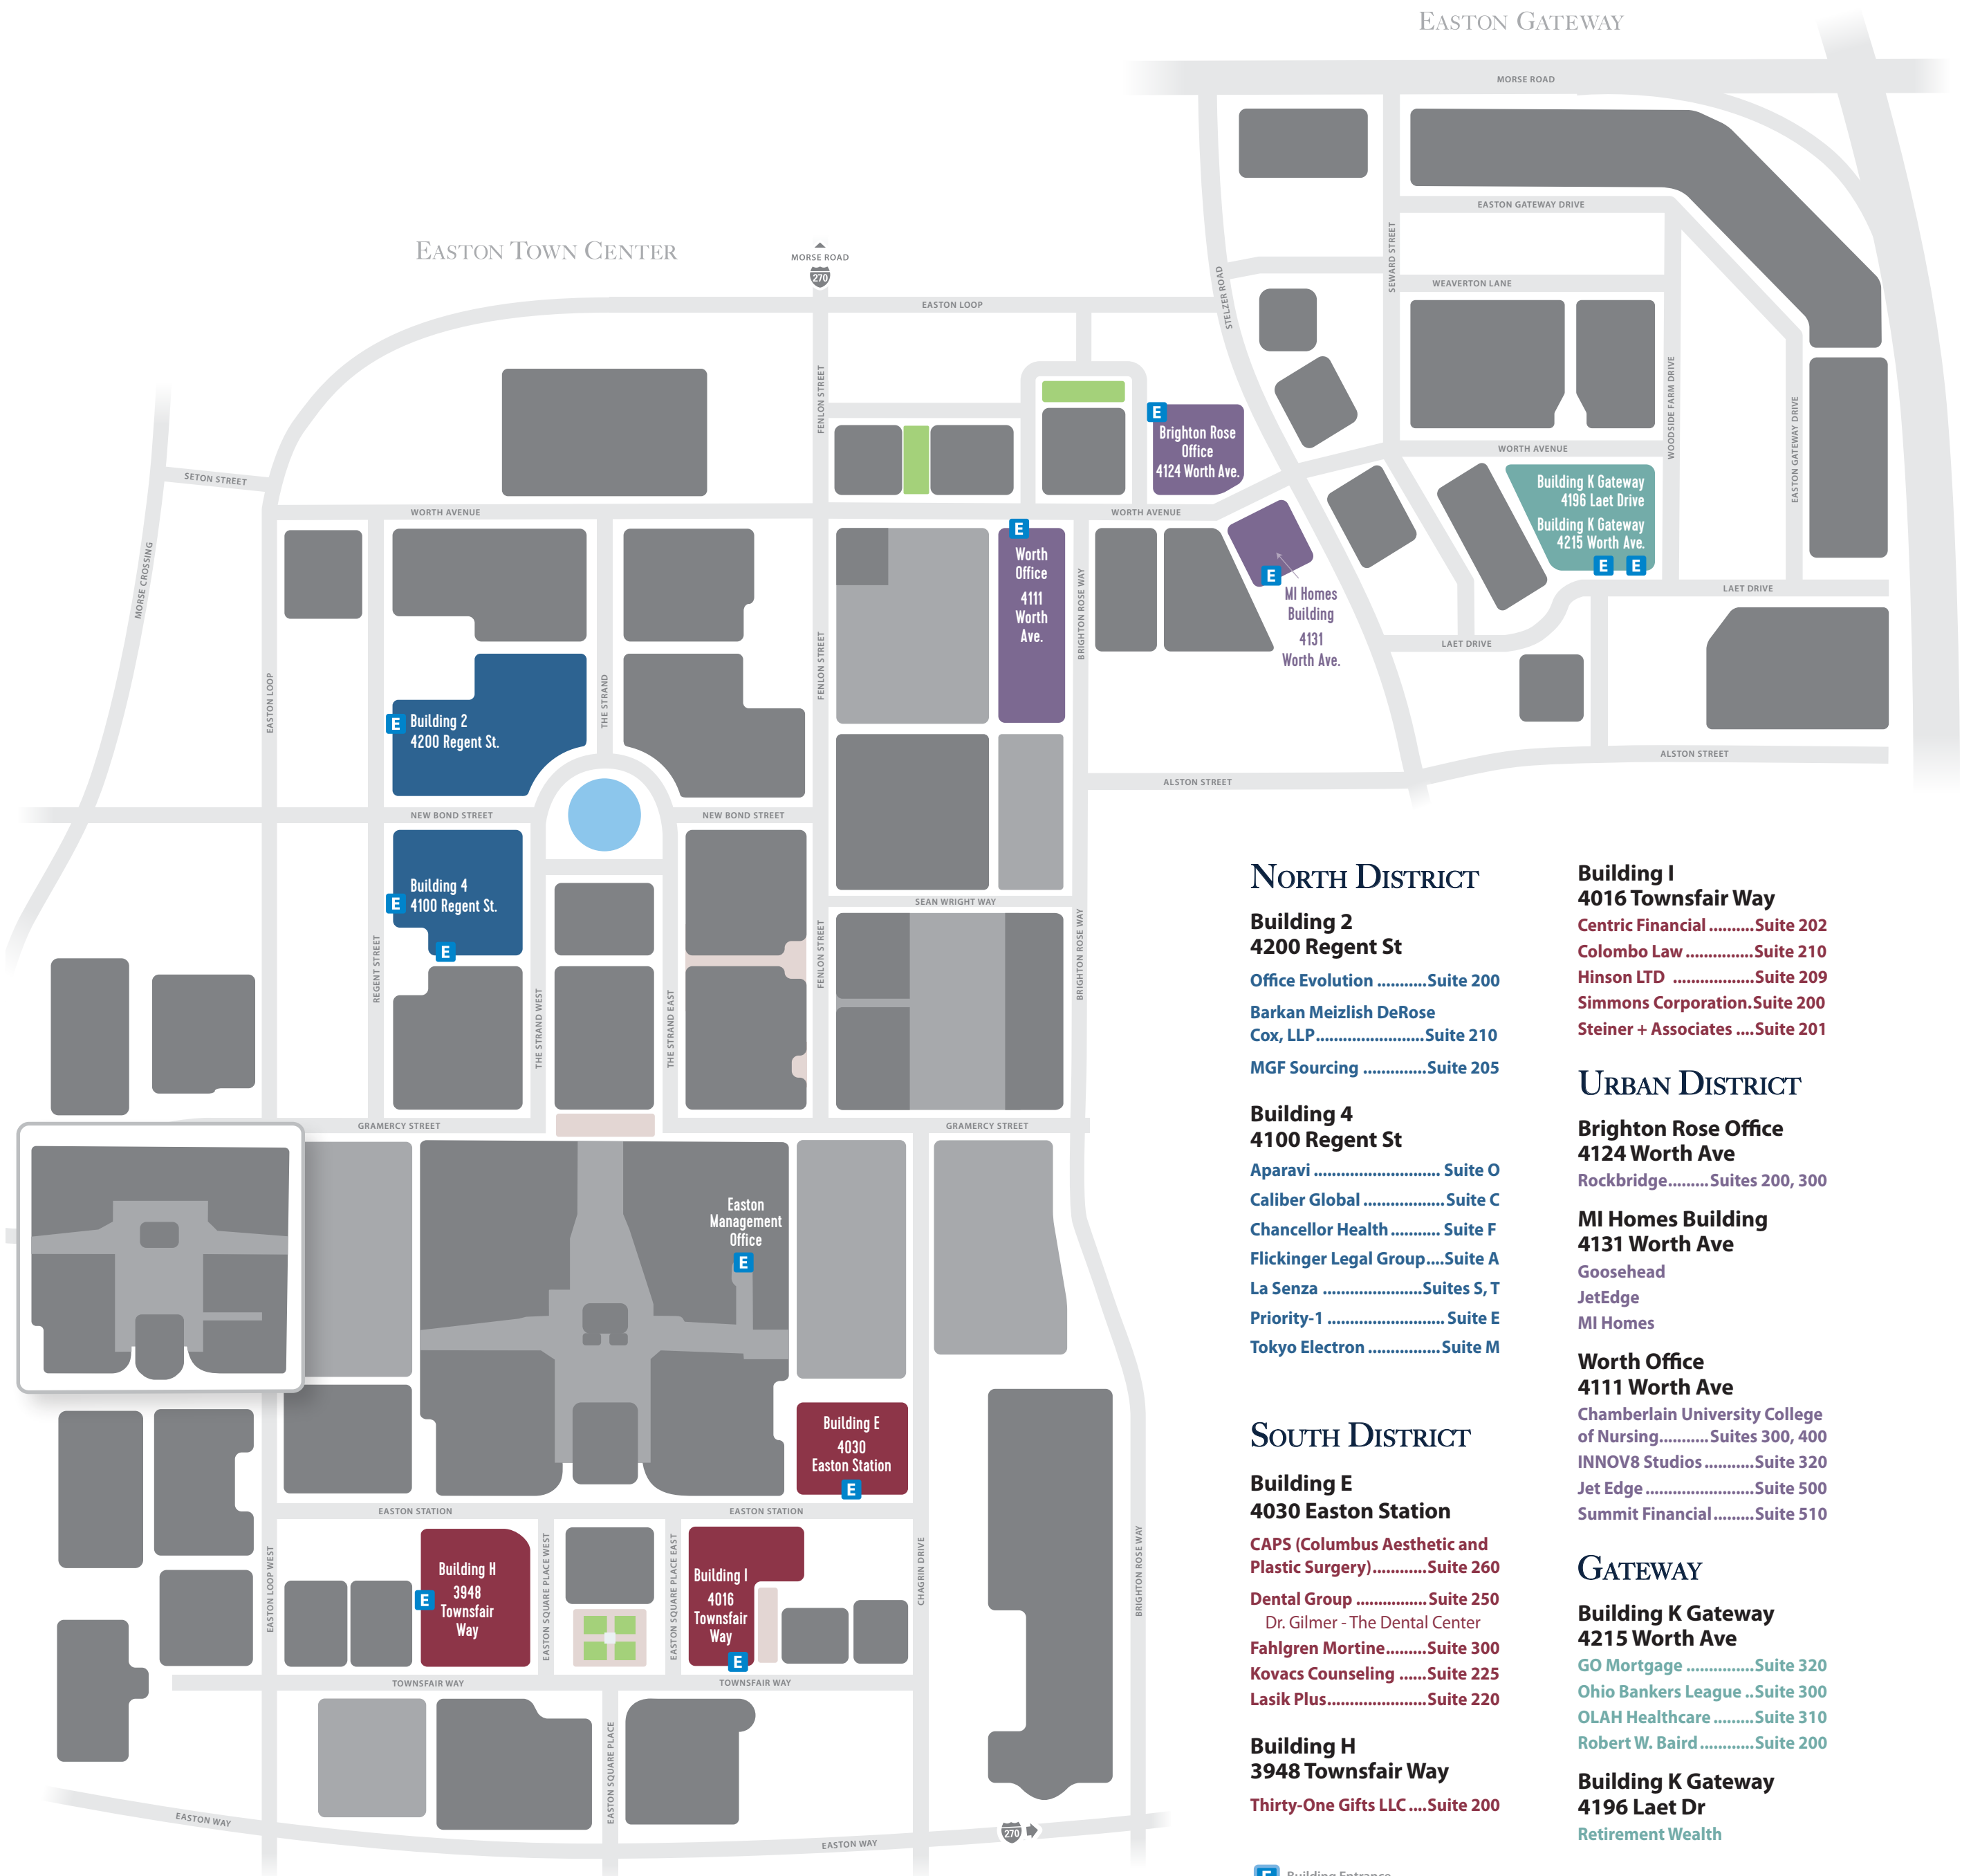 EASTON GATEWAY
MORSE ROAD
EASTON GATEWAY DRIVE
SEWARD STREET
WEAVERTON LANE
STELZER ROAD
EASTON TOWN CENTER
MORSE ROAD
270
EASTON LOOP
FENLON STREET
WOODSIDE FARM DRIVE
EASTON GATEWAY DRIVE
E
Brighton Rose
Office
4124 Worth Ave.
WORTH AVENUE
SETON STREET
Building K Gateway
4196 Laet Drive
Building K Gateway
4215 Worth Ave.
E E
WORTH AVENUE
WORTH AVENUE
E
Worth
Office
4111
Worth
Ave.
MORSE CROSSING
BRIGHTON ROSE WAY
E
MI Homes
Building
4131
Worth Ave.
LAET DRIVE
LAET DRIVE
EASTON LOOP
THE STRAND
FENLON STREET
E
Building 2
4200 Regent St.
ALSTON STREET
ALSTON STREET
NEW BOND STREET
NEW BOND STREET
Building 4
4100 Regent St.
E
E
SEAN WRIGHT WAY
REGENT STREET
THE STRAND WEST
THE STRAND EAST
FENLON STREET
BRIGHTON ROSE WAY
GRAMERCY STREET
GRAMERCY STREET
Easton
Management
Office
E
Building E
4030
Easton Station
E
EASTON STATION
EASTON STATION
EASTON LOOP WEST
Building H
3948
Townsfair
Way
E
EASTON SQUARE PLACE WEST
EASTON SQUARE PLACE EAST
Building I
4016
Townsfair
Way
E
CHAGRIN DRIVE
BRIGHTON ROSE WAY
TOWNSFAIR WAY
TOWNSFAIR WAY
EASTON SQUARE PLACE
EASTON WAY
EASTON WAY
270
NORTH DISTRICT
Building 2
4200 Regent St
Office Evolution ...........Suite 200
Barkan Meizlish DeRose
Cox, LLP........................Suite 210
MGF Sourcing ..............Suite 205
Building 4
4100 Regent St
Aparavi ............................ Suite O
Caliber Global ..................Suite C
Chancellor Health........... Suite F
Flickinger Legal Group....Suite A
La Senza ......................Suites S, T
Priority-1 .......................... Suite E
Tokyo Electron ................Suite M
SOUTH DISTRICT
Building E
4030 Easton Station
CAPS (Columbus Aesthetic and
Plastic Surgery)............Suite 260
Dental Group ................Suite 250
Dr. Gilmer - The Dental Center
Fahlgren Mortine.........Suite 300
Kovacs Counseling ......Suite 225
Lasik Plus......................Suite 220
Building H
3948 Townsfair Way
Thirty-One Gifts LLC ....Suite 200
E Building Entrance
Building I
4016 Townsfair Way
Centric Financial ..........Suite 202
Colombo Law ...............Suite 210
Hinson LTD ..................Suite 209
Simmons Corporation.Suite 200
Steiner + Associates ....Suite 201
URBAN DISTRICT
Brighton Rose Office
4124 Worth Ave
Rockbridge.........Suites 200, 300
MI Homes Building
4131 Worth Ave
Goosehead
JetEdge
MI Homes
Worth Office
4111 Worth Ave
Chamberlain University College
of Nursing...........Suites 300, 400
INNOV8 Studios ...........Suite 320
Jet Edge ........................Suite 500
Summit Financial.........Suite 510
GATEWAY
Building K Gateway
4215 Worth Ave
GO Mortgage ...............Suite 320
Ohio Bankers League ..Suite 300
OLAH Healthcare .........Suite 310
Robert W. Baird............Suite 200
Building K Gateway
4196 Laet Dr
Retirement Wealth